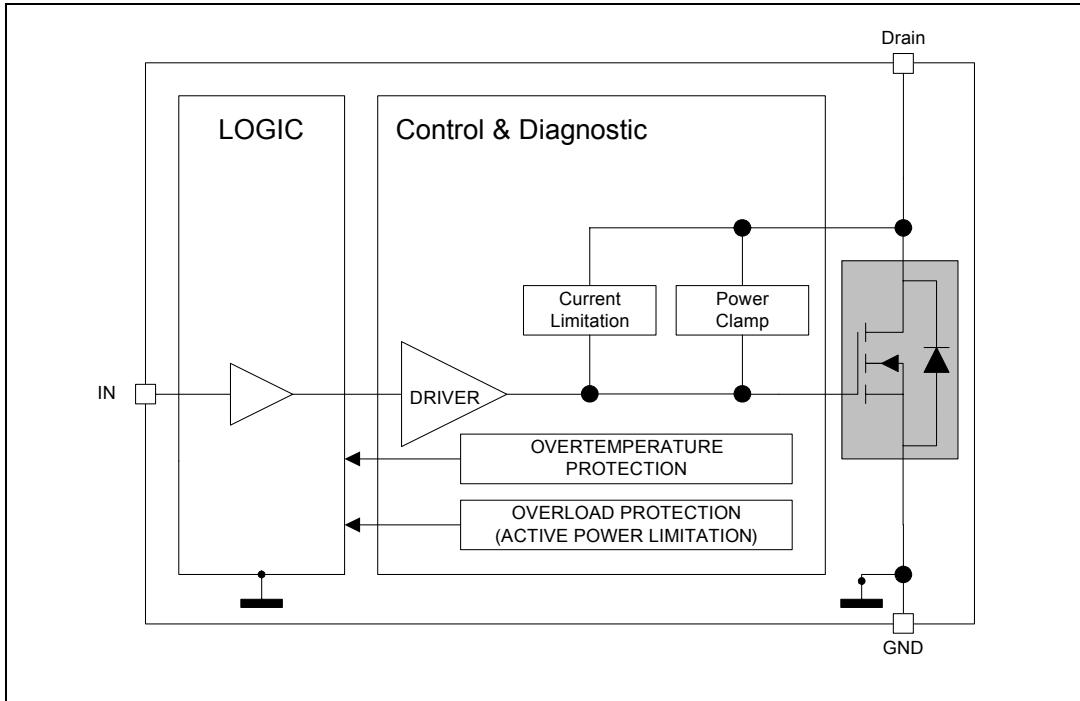 Drain
LOGIC
Control & Diagnostic
Current
Limitation
Power
Clamp
IN
DRIVER
OVERTEMPERATURE
PROTECTION
OVERLOAD PROTECTION
(ACTIVE POWER LIMITATION)
GND